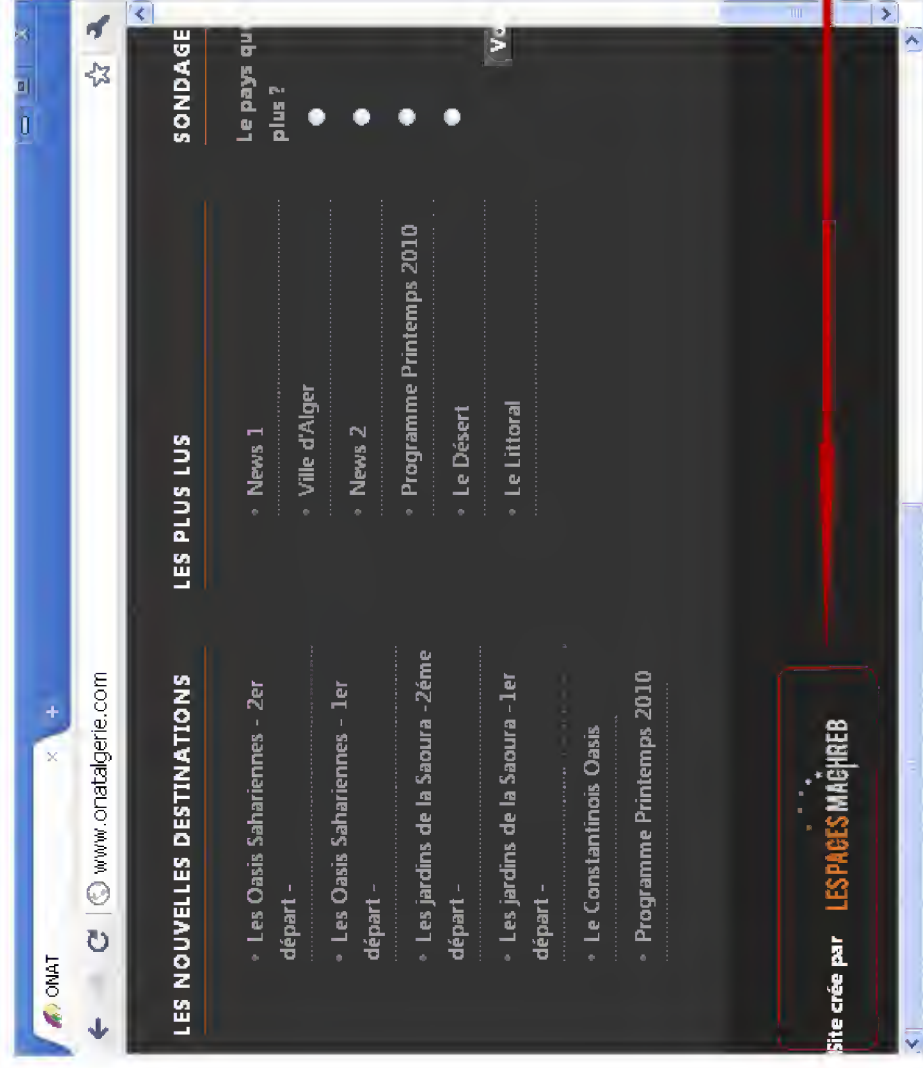 ONAT
www.onatalgerie.com
LES NOUVELLES DESTINATIONS
• Les Oasis Sahariennes - 2er
départ -
• Les Oasis Sahariennes - 1er
départ -
• Les jardins de la Saoura -2éme
départ -
• Les jardins de la Saoura -1er
départ -
• Le Constantinois Oasis
• Programme Printemps 2010
LES PLUS LUS
• News 1
• Ville d'Alger
• News 2
• Programme Printemps 2010
• Le Désert
• Le Littoral
SONDAGE
Le pays qu
plus ?
Vo
Site crée par LESPAGESMAGHREB